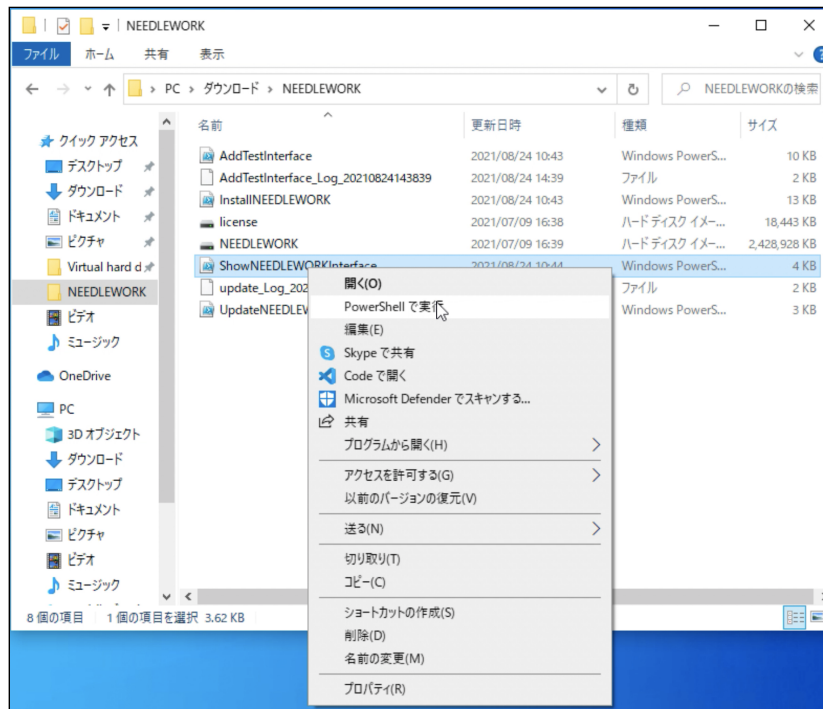 NEEDLEWORK
ファイル ホーム 共有 表示
PC › ダウンロード › NEEDLEWORK
NEEDLEWORKの検索
名前 更新日時 種類 サイズ
クイック アクセス
デスクトップ
ダウンロード
ドキュメント
ピクチャ
Virtual hard d
NEEDLEWORK
ビデオ
ミュージック
OneDrive
PC
3D オブジェクト
ダウンロード
デスクトップ
ドキュメント
ピクチャ
ビデオ
ミュージック
AddTestInterface 2021/08/24 10:43 Windows PowerS... 10 KB
AddTestInterface_Log_20210824143839 2021/08/24 14:39 ファイル 2 KB
InstallNEEDLEWORK 2021/08/24 10:43 Windows PowerS... 13 KB
license 2021/07/09 16:38 ハード ディスク イメー... 18,443 KB
NEEDLEWORK 2021/07/09 16:39 ハード ディスク イメー... 2,428,928 KB
ShowNEEDLEWORKInterface 2021/08/24 10:44 Windows PowerS... 4 KB
update_Log_202 ファイル 2 KB
UpdateNEEDLEW Windows PowerS... 3 KB
開く(O)
PowerShell で実行
編集(E)
Skype で共有
Code で開く
Microsoft Defender でスキャンする...
共有
プログラムから開く(H)
アクセスを許可する(G)
以前のバージョンの復元(V)
送る(N)
切り取り(T)
コピー(C)
ショートカットの作成(S)
削除(D)
名前の変更(M)
プロパティ(R)
8 個の項目 1 個の項目を選択 3.62 KB